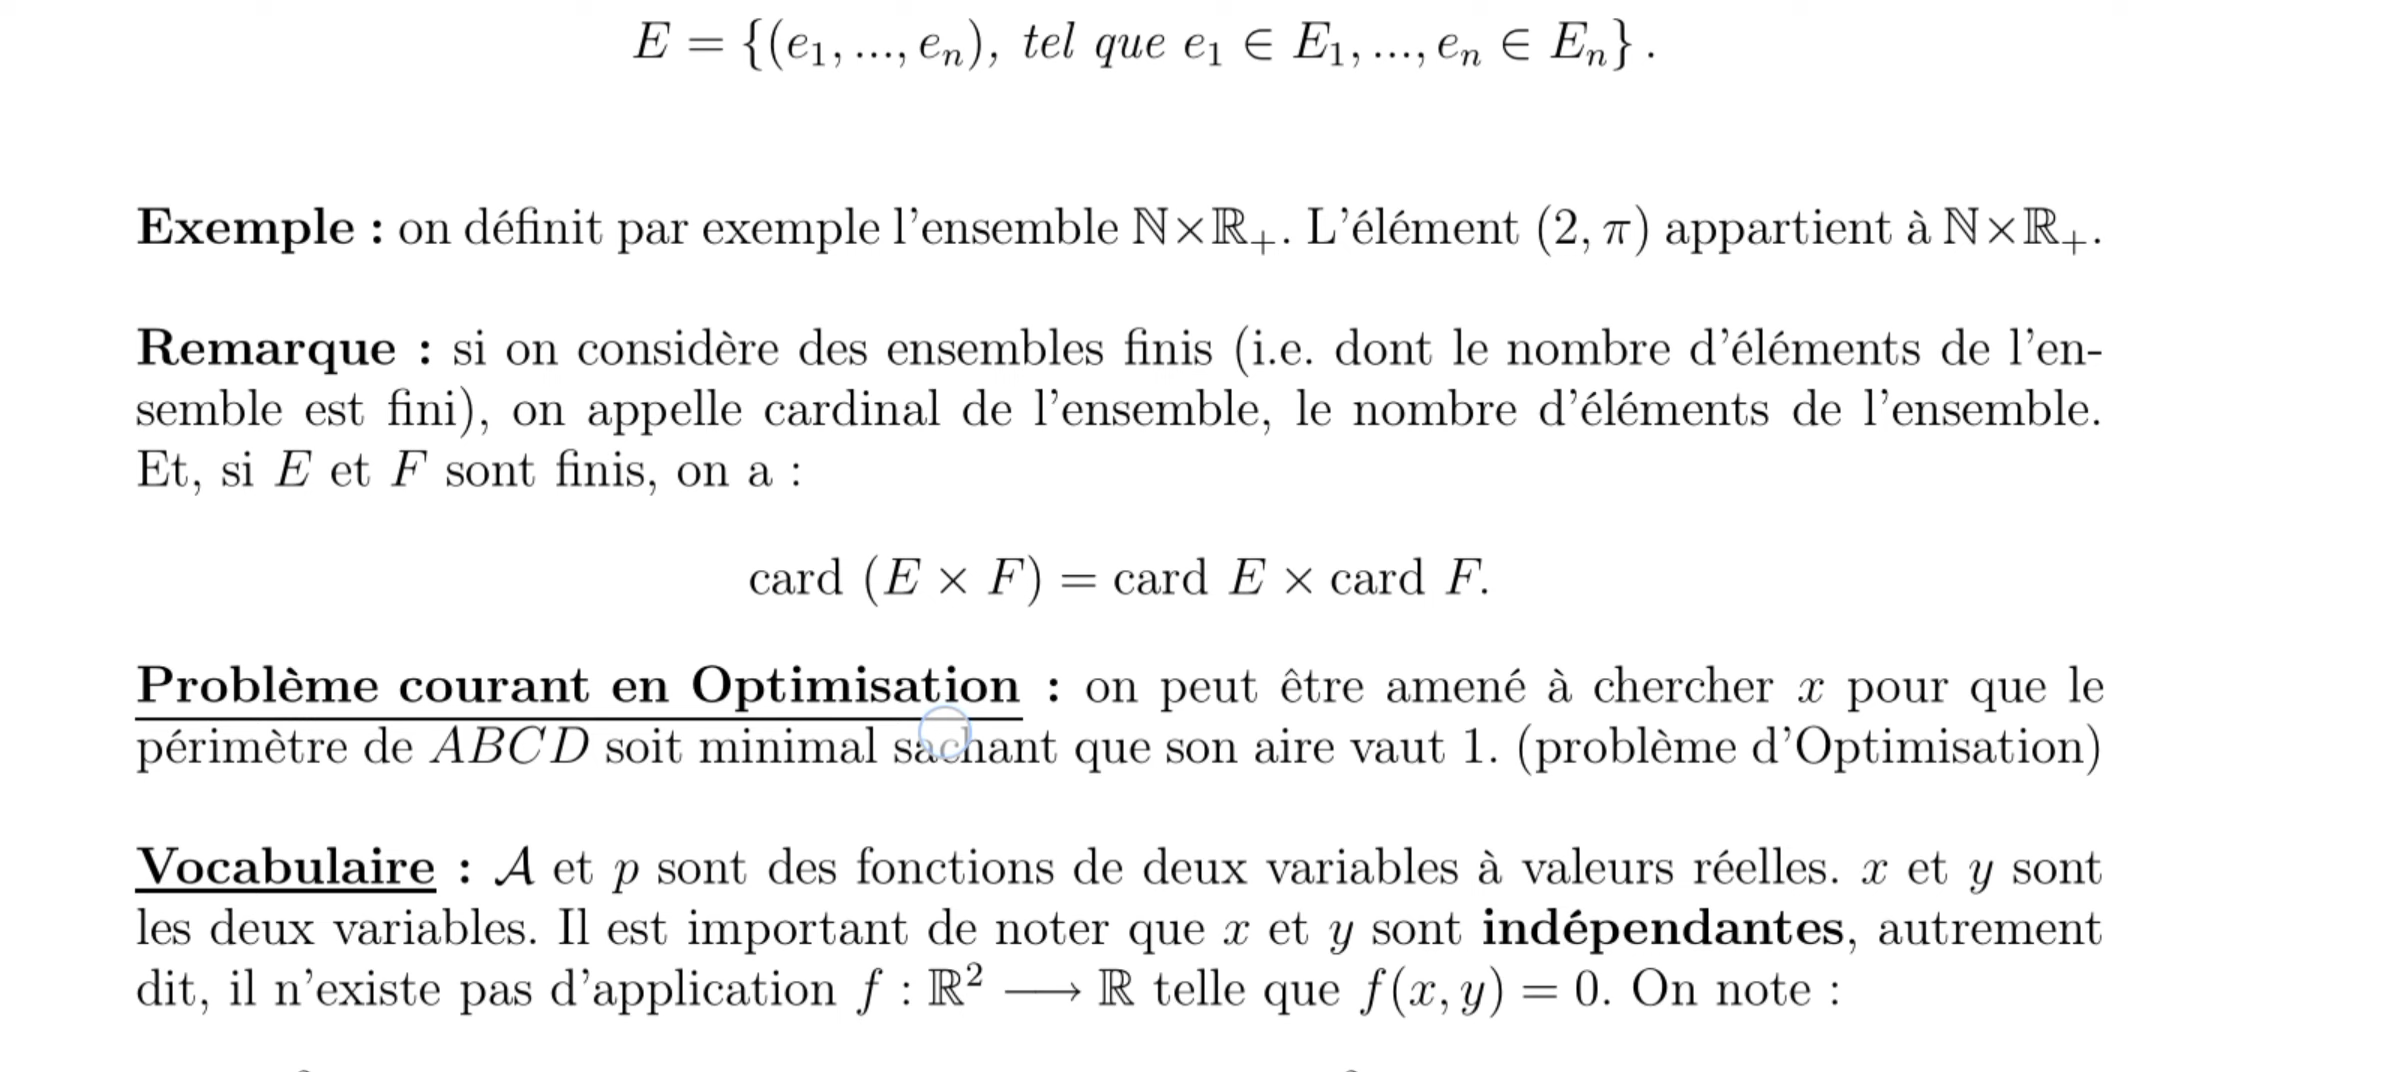 E = {(e₁, ..., eₙ), tel que e₁ ∈ E₁, ..., eₙ ∈ Eₙ} .
Exemple : on définit par exemple l'ensemble ℕ×ℝ₊. L'élément (2, π) appartient à ℕ×ℝ₊.
Remarque : si on considère des ensembles finis (i.e. dont le nombre d'éléments de l'en-
semble est fini), on appelle cardinal de l'ensemble, le nombre d'éléments de l'ensemble.
Et, si E et F sont finis, on a :
card (E × F) = card E × card F.
Problème courant en Optimisation : on peut être amené à chercher x pour que le
périmètre de ABCD soit minimal sachant que son aire vaut 1. (problème d'Optimisation)
Vocabulaire : 𝒜 et p sont des fonctions de deux variables à valeurs réelles. x et y sont
les deux variables. Il est important de noter que x et y sont indépendantes, autrement
dit, il n'existe pas d'application f : ℝ² ⟶ ℝ telle que f(x, y) = 0. On note :